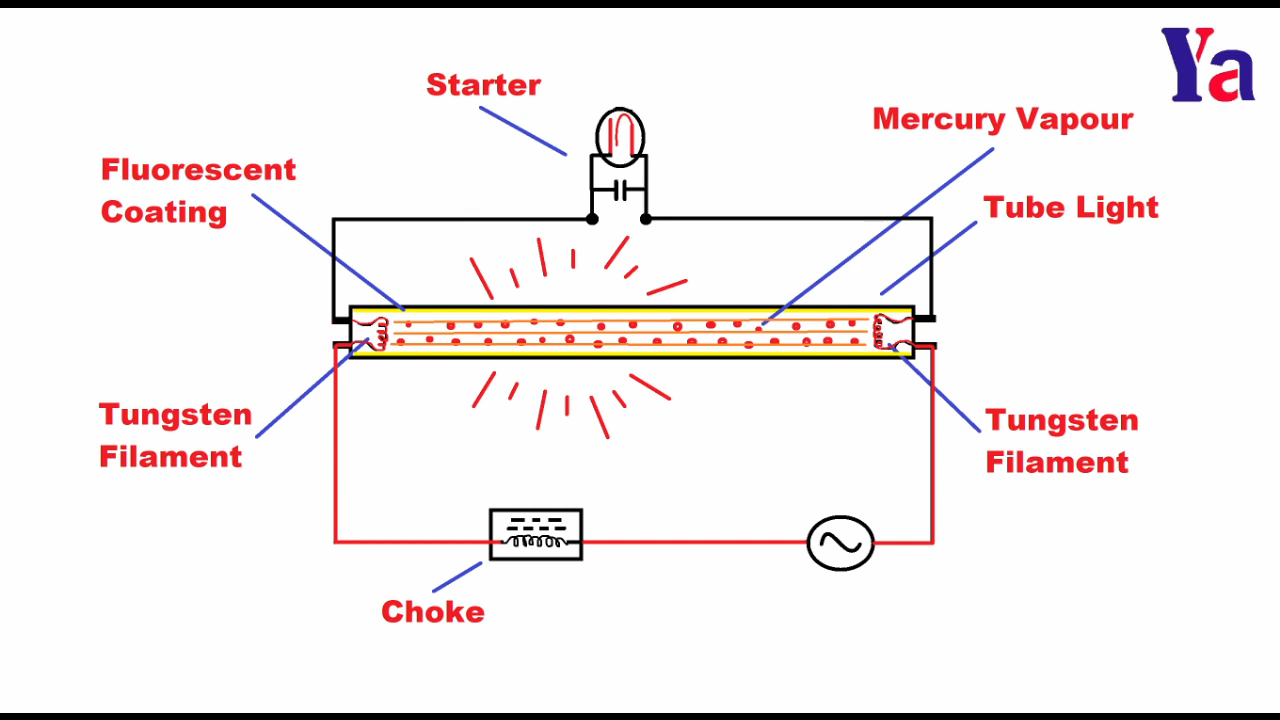 Ya
Starter
Mercury Vapour
Fluorescent
Coating
Tube Light
Tungsten
Filament
Tungsten
Filament
Choke